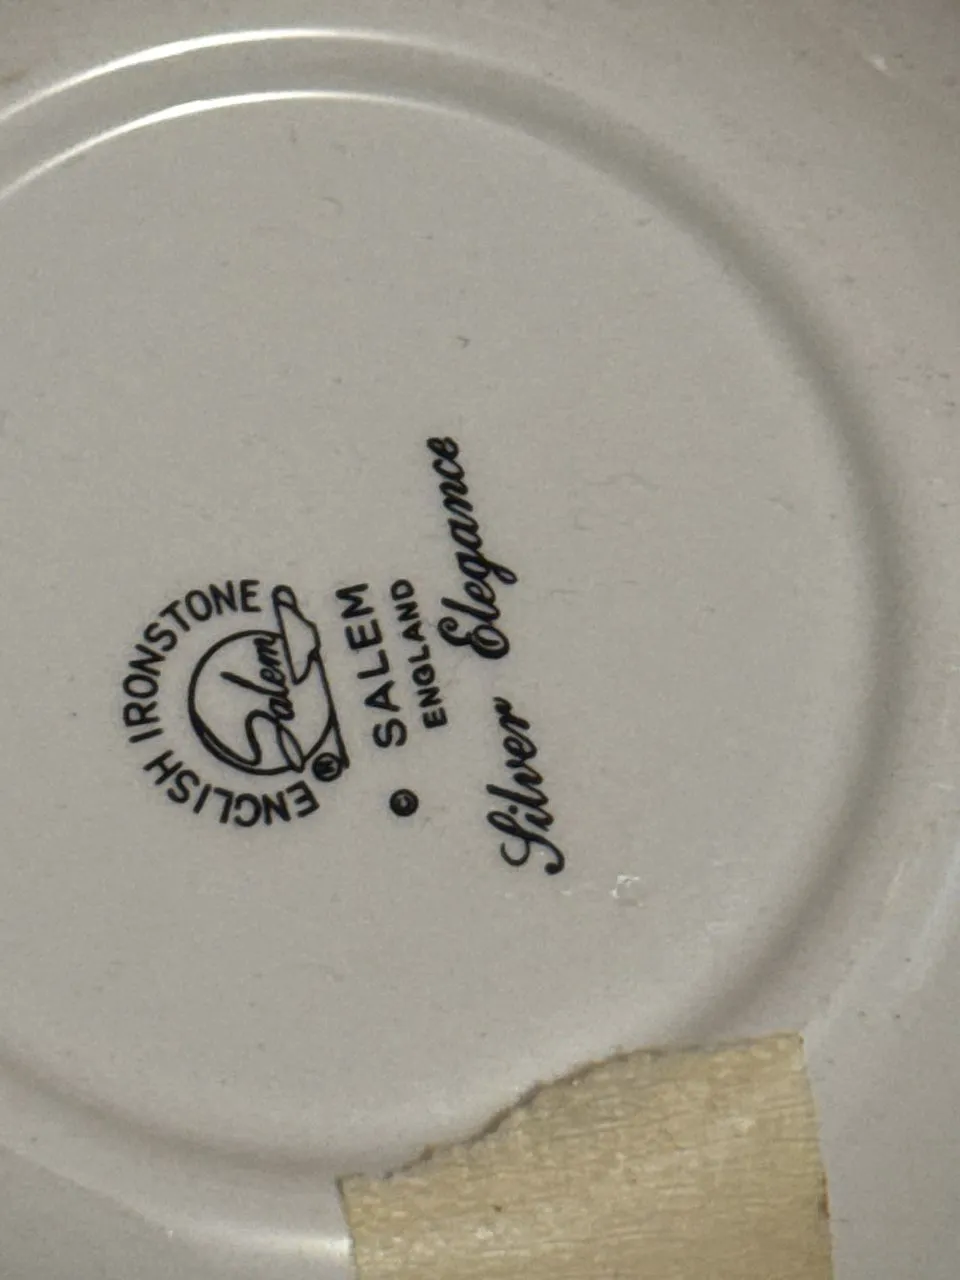 ENGLISH IRONSTONE
Salem
®
SALEM
©
ENGLAND
Silver Elegance